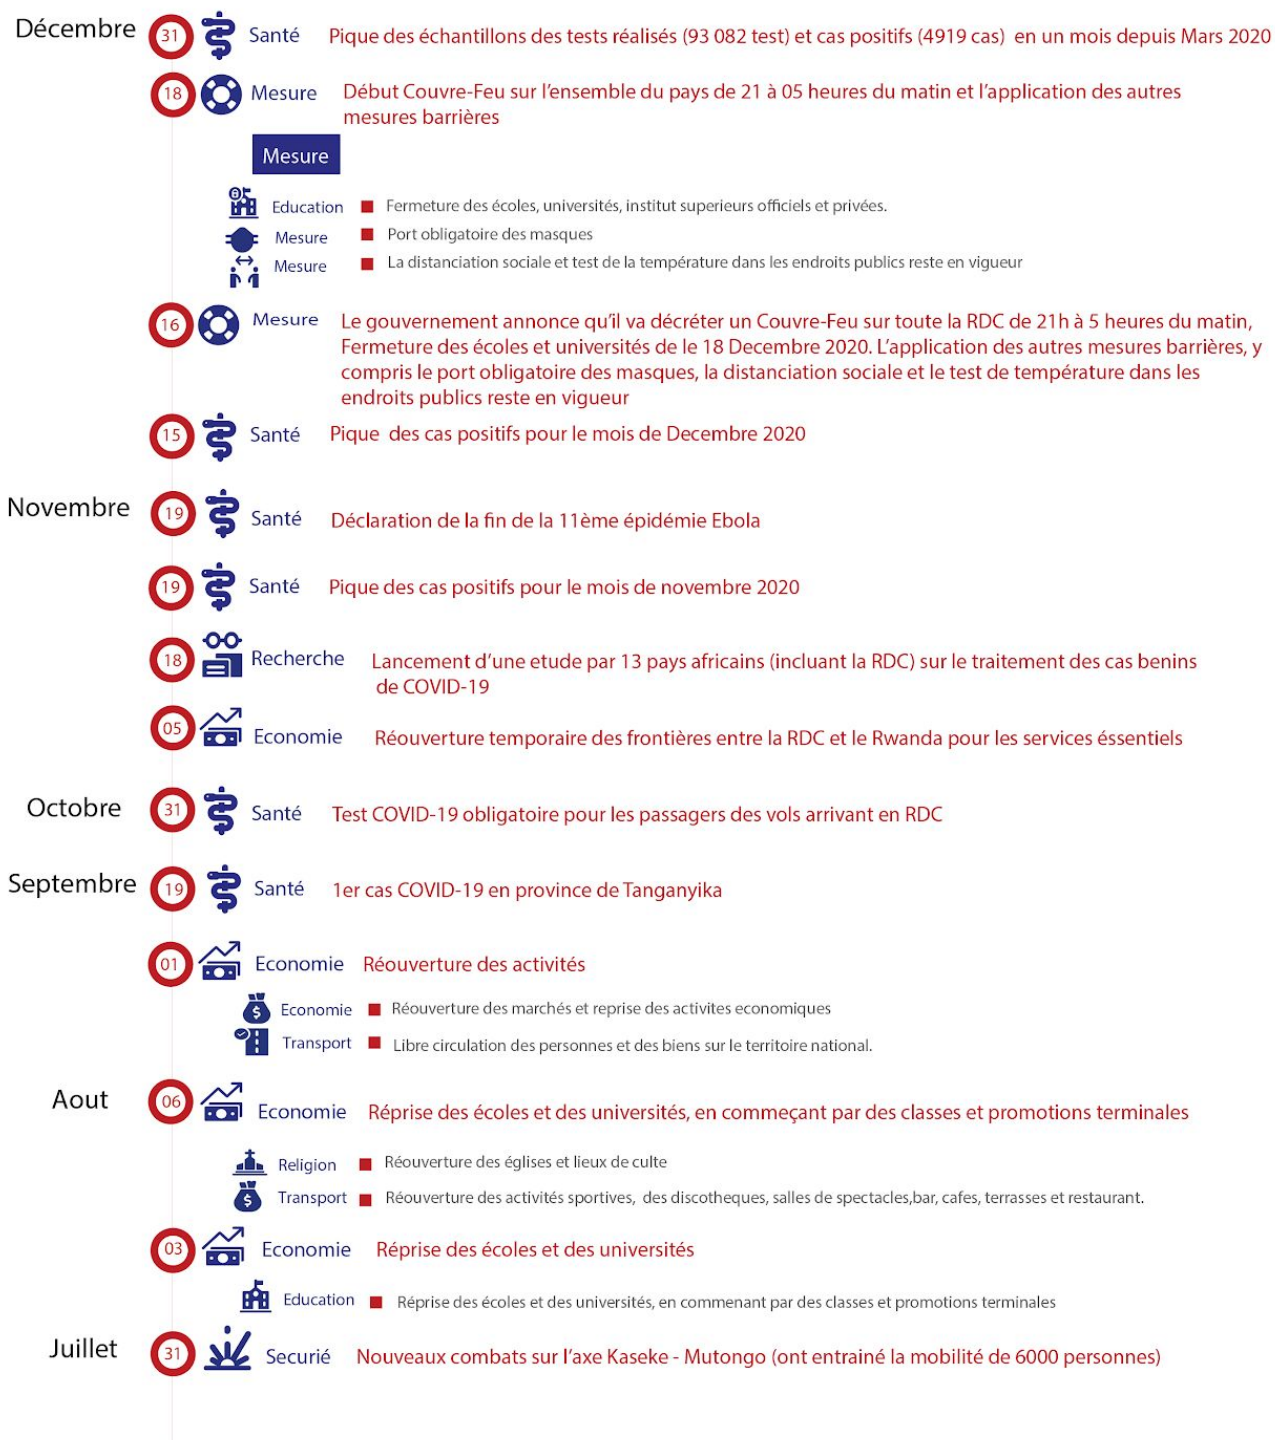 Décembre
31
Santé
Pique des échantillons des tests réalisés (93 082 test) et cas positifs (4919 cas) en un mois depuis Mars 2020
18
Mesure
Début Couvre-Feu sur l'ensemble du pays de 21 à 05 heures du matin et l'application des autres
mesures barrières
Mesure
Education
Fermeture des écoles, universités, institut superieurs officiels et privées.
Mesure
Port obligatoire des masques
Mesure
La distanciation sociale et test de la température dans les endroits publics reste en vigueur
16
Mesure
Le gouvernement annonce qu'il va décréter un Couvre-Feu sur toute la RDC de 21h à 5 heures du matin,
Fermeture des écoles et universités de le 18 Decembre 2020. L'application des autres mesures barrières, y
compris le port obligatoire des masques, la distanciation sociale et le test de température dans les
endroits publics reste en vigueur
15
Santé
Pique des cas positifs pour le mois de Decembre 2020
Novembre
19
Santé
Déclaration de la fin de la 11ème épidémie Ebola
19
Santé
Pique des cas positifs pour le mois de novembre 2020
18
Recherche
Lancement d'une etude par 13 pays africains (incluant la RDC) sur le traitement des cas benins
de COVID-19
05
Economie
Réouverture temporaire des frontières entre la RDC et le Rwanda pour les services éssentiels
Octobre
31
Santé
Test COVID-19 obligatoire pour les passagers des vols arrivant en RDC
Septembre
19
Santé
1er cas COVID-19 en province de Tanganyika
01
Economie
Réouverture des activités
Economie
Réouverture des marchés et reprise des activites economiques
Transport
Libre circulation des personnes et des biens sur le territoire national.
Aout
06
Economie
Réprise des écoles et des universités, en commeçant par des classes et promotions terminales
Religion
Réouverture des églises et lieux de culte
Transport
Réouverture des activités sportives, des discotheques, salles de spectacles,bar, cafes, terrasses et restaurant.
03
Economie
Réprise des écoles et des universités
Education
Réprise des écoles et des universités, en commenant par des classes et promotions terminales
Juillet
31
Securié
Nouveaux combats sur l'axe Kaseke - Mutongo (ont entrainé la mobilité de 6000 personnes)